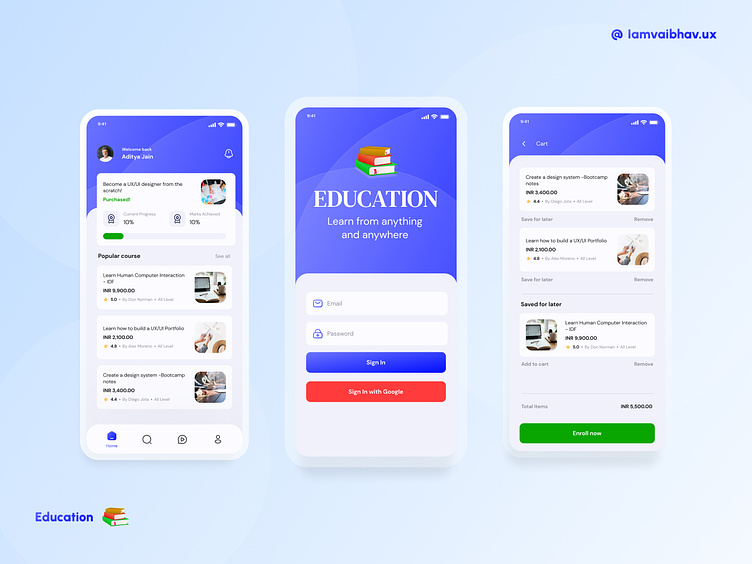 @ Iamvaibhav.ux
9:41
Welcome back
Aditya Jain
Become a UX/UI designer from the
scratch!
Purchased!
Current Progress
10%
Marks Achieved
10%
Popular course
See all
Learn Human Computer Interaction
- IDF
INR 9,900.00
5.0 • By Don Norman • All Level
Learn how to build a UX/UI Portfolio
INR 2,100.00
4.8 • By Alex Moreno • All Level
Create a design system -Bootcamp
notes
INR 3,400.00
4.4 • By Diego Jota • All Level
Home
9:41
EDUCATION
Learn from anything
and anywhere
Email
Password
Sign In
Sign In with Google
9:41
Cart
Create a design system -Bootcamp
notes
INR 3,400.00
4.4 • By Diego Jota • All Level
Save for later
Remove
Learn how to build a UX/UI Portfolio
INR 2,100.00
4.8 • By Alex Moreno • All Level
Save for later
Remove
Saved for later
Learn Human Computer Interaction
- IDF
INR 9,900.00
5.0 • By Don Norman • All Level
Add to cart
Remove
Total Items
INR 5,500.00
Enroll now
Education